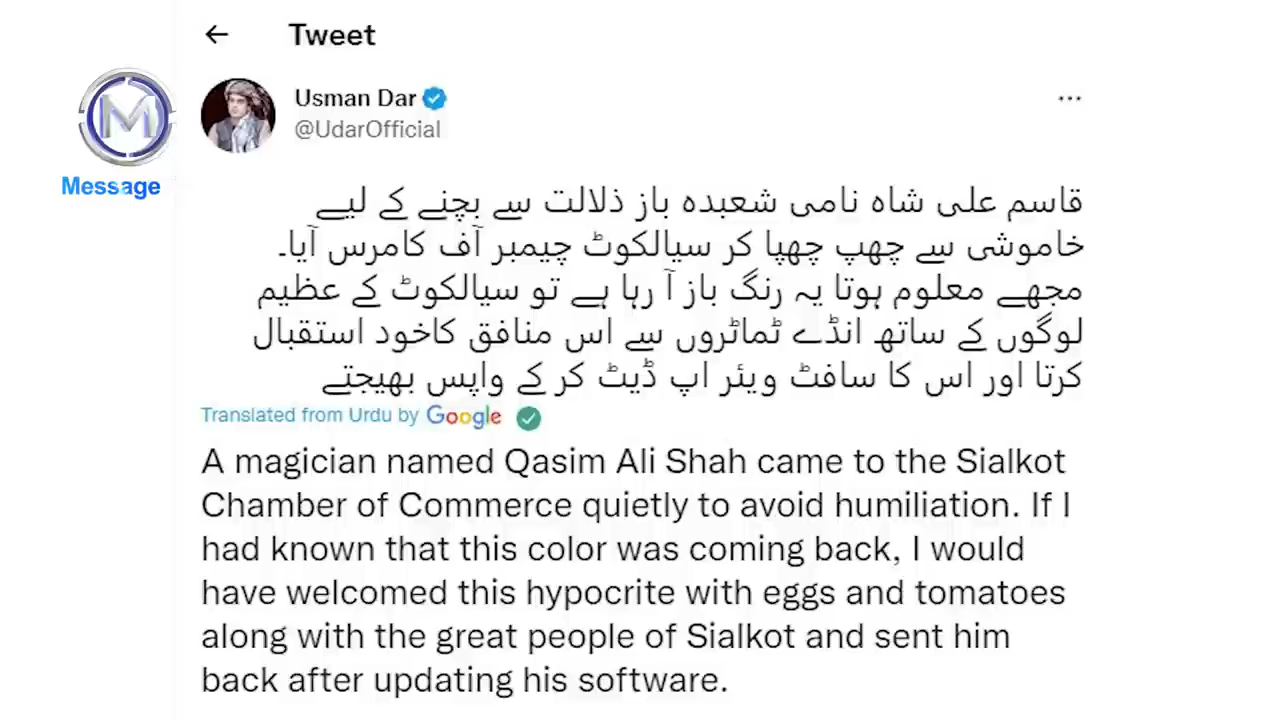 Tweet
M
Message
Usman Dar
@UdarOfficial
قاسم علی شاہ نامی شعبدہ باز ذلالت سے بچنے کے لیے
خاموشی سے چھپ چھپا کر سیالکوٹ چیمبر آف کامرس آیا۔
مجھے معلوم ہوتا یہ رنگ باز آ رہا ہے تو سیالکوٹ کے عظیم
لوگوں کے ساتھ انڈے ٹماٹروں سے اس منافق کاخود استقبال
کرتا اور اس کا سافٹ ویئر اپ ڈیٹ کر کے واپس بھیجتے
Translated from Urdu by Google
A magician named Qasim Ali Shah came to the Sialkot
Chamber of Commerce quietly to avoid humiliation. If I
had known that this color was coming back, I would
have welcomed this hypocrite with eggs and tomatoes
along with the great people of Sialkot and sent him
back after updating his software.